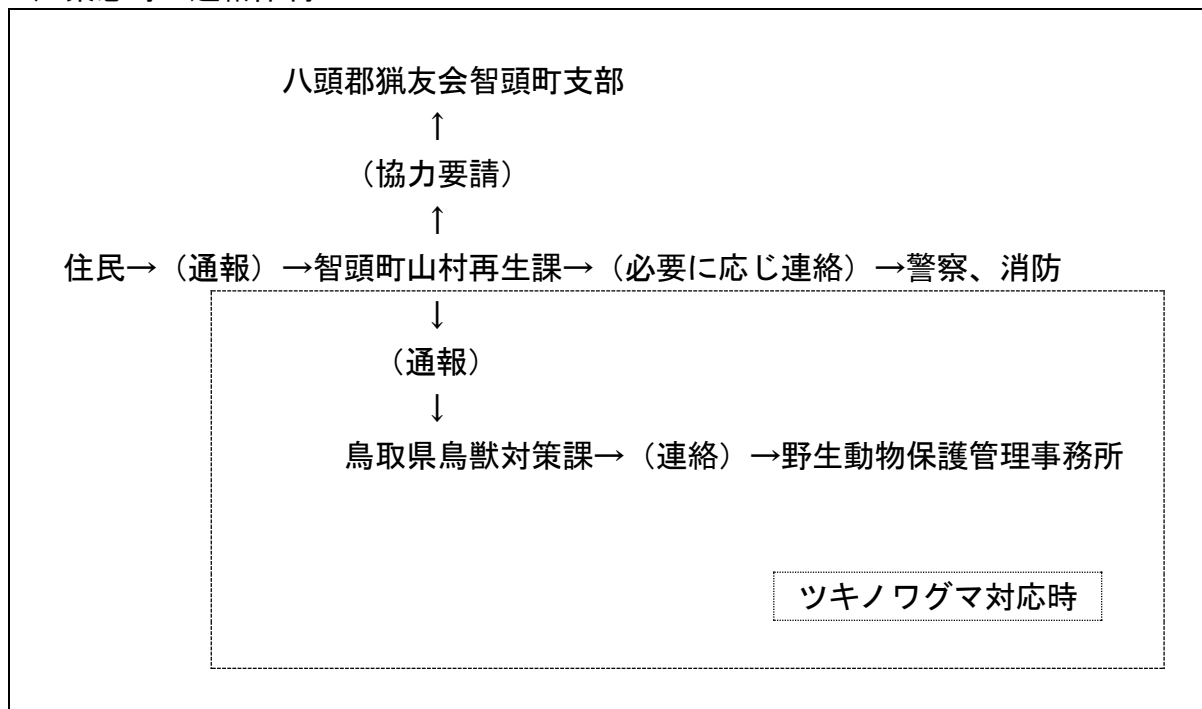 八頭郡猟友会智頭町支部
↑
(協力要請)
↑
住民→(通報)→智頭町山村再生課→(必要に応じ連絡)→警察、消防
↓
(通報)
↓
鳥取県鳥獣対策課→(連絡)→野生動物保護管理事務所
ツキノワグマ対応時